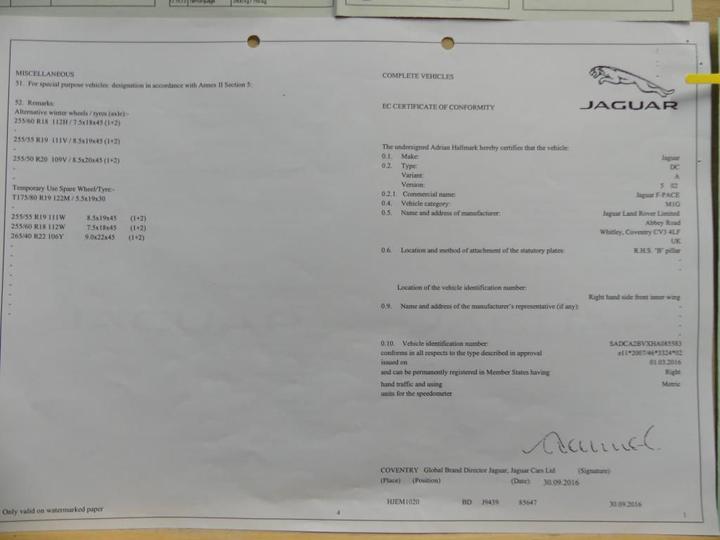 MISCELLANEOUS
51. For special purpose vehicles: designation in accordance with Annex II Section 5:
52. Remarks:
Alternative winter wheels / tyres (axle):-
255/60 R18 112H / 7.5x18x45 (1+2)
-
255/55 R19 111V / 8.5x19x45 (1+2)
-
255/50 R20 109V / 8.5x20x45 (1+2)
-
-
Temporary Use Spare Wheel/Tyre:-
T175/80 R19 122M / 5.5x19x30
255/55 R19 111W 8.5x19x45 (1+2)
255/60 R18 112W 7.5x18x45 (1+2)
265/40 R22 106Y 9.0x22x45 (1+2)
Only valid on watermarked paper
4
COMPLETE VEHICLES
JAGUAR
EC CERTIFICATE OF CONFORMITY
The undersigned Adrian Hallmark hereby certifies that the vehicle:
0.1. Make: Jaguar
0.2. Type: DC
Variant: A
Version: 5 02
0.2.1 Commercial name: Jaguar F-PACE
0.4. Vehicle category: M1G
0.5. Name and address of manufacturer: Jaguar Land Rover Limited
Abbey Road
Whitley, Coventry CV3 4LF
UK
0.6. Location and method of attachment of the statutory plates: R.H.S. 'B' pillar
Location of the vehicle identification number:
Right hand side front inner wing
0.9. Name and address of the manufacturer's representative (if any):
0.10. Vehicle identification number: SADCA2BVXHA085583
conforms in all respects to the type described in approval e11*2007/46*3324*02
issued on 01.03.2016
and can be permanently registered in Member States having Right
hand traffic and using Metric
units for the speedometer
COVENTRY Global Brand Director Jaguar, Jaguar Cars Ltd (Signature)
(Place) (Position) (Date) 30.09.2016
HJEM1020 BD J9439 85647 30.09.2016
1